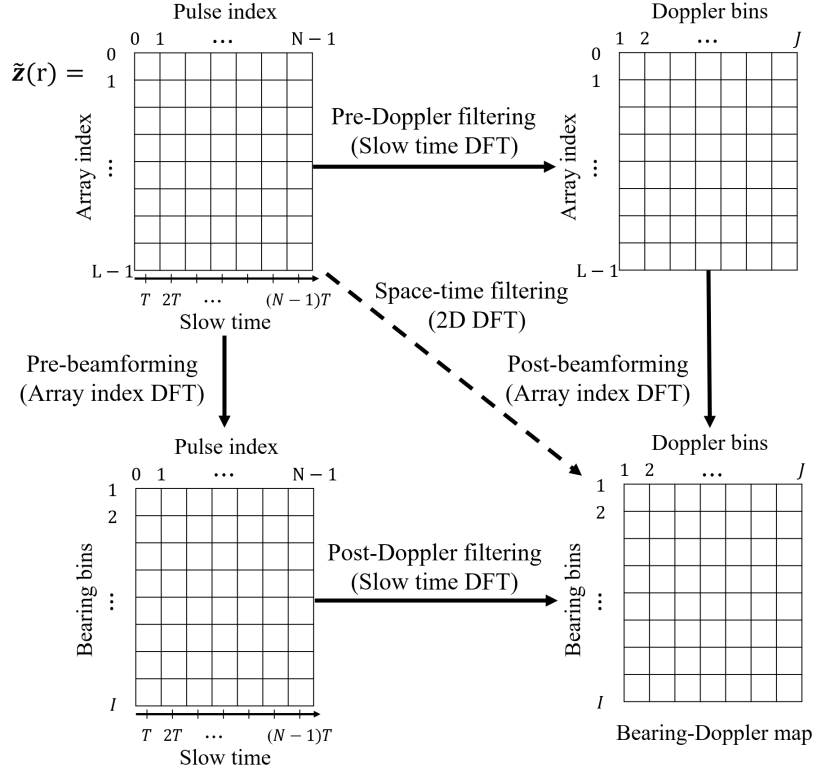 Pulse index
0 1 ... N − 1
z̃(r) =
0
1
Array index
⋮
L − 1
T 2T ... (N − 1)T
Slow time
Pre-Doppler filtering
(Slow time DFT)
Doppler bins
1 2 ... J
0
1
Array index
⋮
L − 1
Space-time filtering
(2D DFT)
Pre-beamforming
(Array index DFT)
Post-beamforming
(Array index DFT)
Pulse index
0 1 ... N − 1
1
2
Bearing bins
⋮
I
T 2T ... (N − 1)T
Slow time
Post-Doppler filtering
(Slow time DFT)
Doppler bins
1 2 ... J
1
2
Bearing bins
⋮
I
Bearing-Doppler map